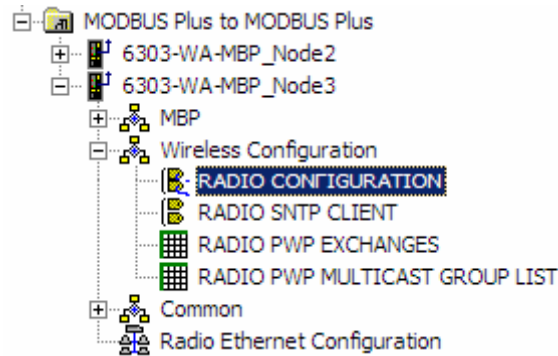 MODBUS Plus to MODBUS Plus
6303-WA-MBP_Node2
6303-WA-MBP_Node3
MBP
Wireless Configuration
RADIO CONFIGURATION
RADIO SNTP CLIENT
RADIO PWP EXCHANGES
RADIO PWP MULTICAST GROUP LIST
Common
Radio Ethernet Configuration